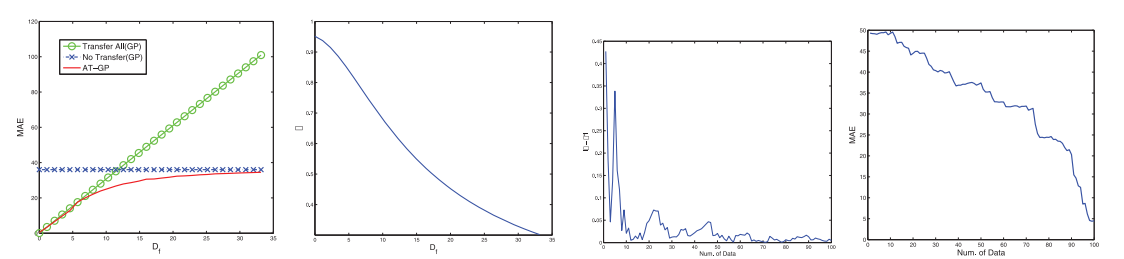 120
100
80
60
40
20
0
MAE
Transfer All(GP)
No Transfer(GP)
AT−GP
0 5 10 15 20 25 30 35
D_f
1
0.9
0.8
0.7
0.6
0.5
0.4
0 5 10 15 20 25 30 35
D_f
0.45
0.4
0.35
0.3
0.25
0.2
0.15
0.1
0.05
0
0 10 20 30 40 50 60 70 80 90 100
Num. of Data
50
45
40
35
30
25
20
15
10
5
0
MAE
0 10 20 30 40 50 60 70 80 90 100
Num. of Data